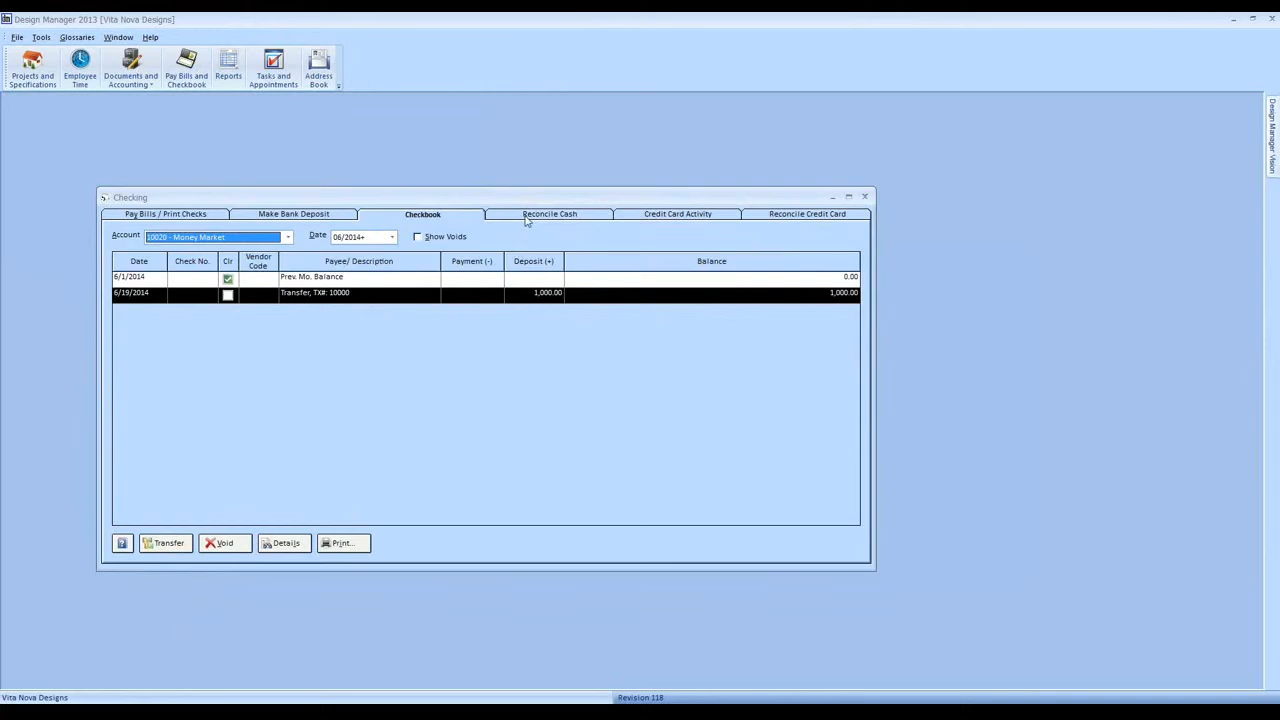 Design Manager 2013 [Vita Nova Designs]
File Tools Glossaries Window Help
Projects and Specifications
Employee Time
Documents and Accounting
Pay Bills and Checkbook
Reports
Tasks and Appointments
Address Book
Design Manager Vision
Checking
Pay Bills / Print Checks Make Bank Deposit Checkbook Reconcile Cash Credit Card Activity Reconcile Credit Card
Account 10020 - Money Market Date 06/2014+ Show Voids
Date Check No. Clr Vendor Code Payee/ Description Payment (-) Deposit (+) Balance
6/1/2014 Prev. Mo. Balance 0.00
6/19/2014 Transfer, TX#: 10000 1,000.00 1,000.00
Transfer Void Details Print...
Vita Nova Designs Revision 118